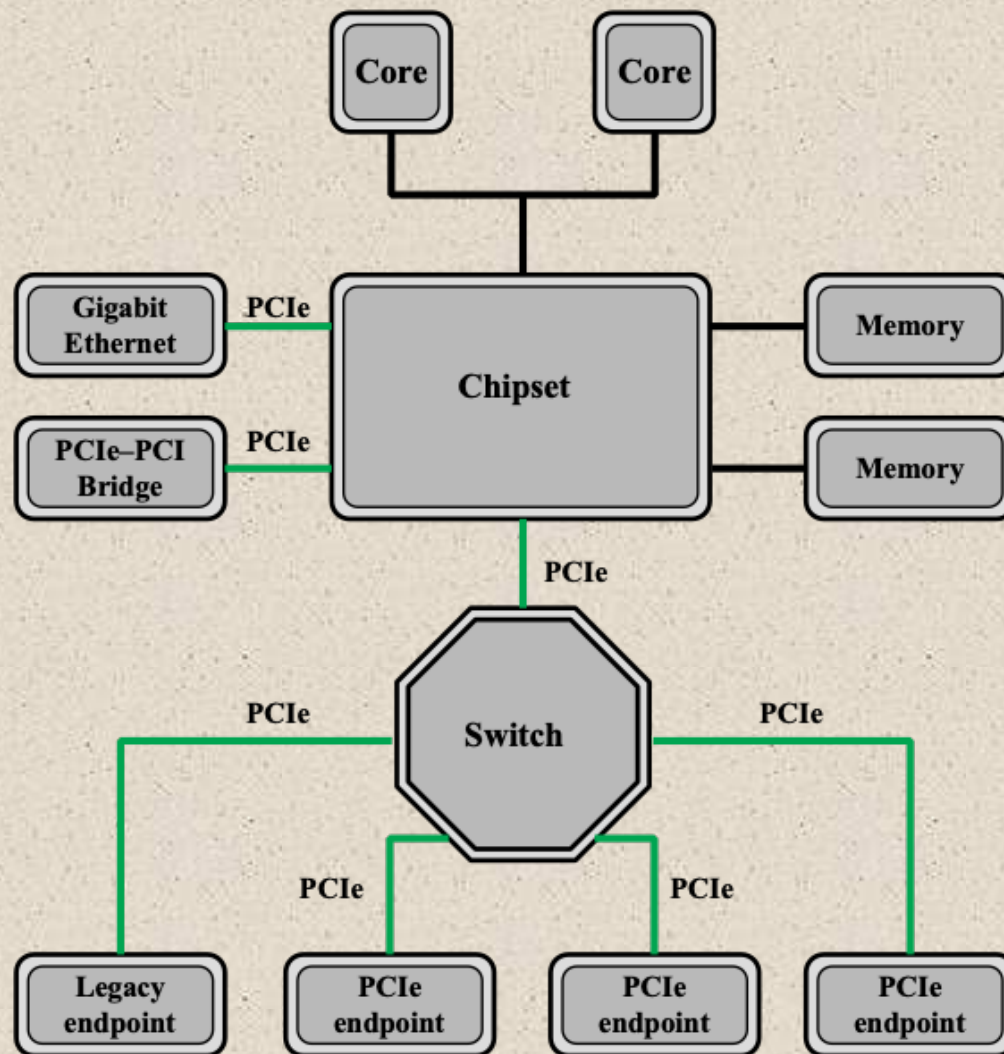 Core
Core
Gigabit
Ethernet
PCIe
Chipset
Memory
PCIe–PCI
Bridge
PCIe
Memory
PCIe
Switch
PCIe
PCIe
PCIe
PCIe
Legacy
endpoint
PCIe
endpoint
PCIe
endpoint
PCIe
endpoint